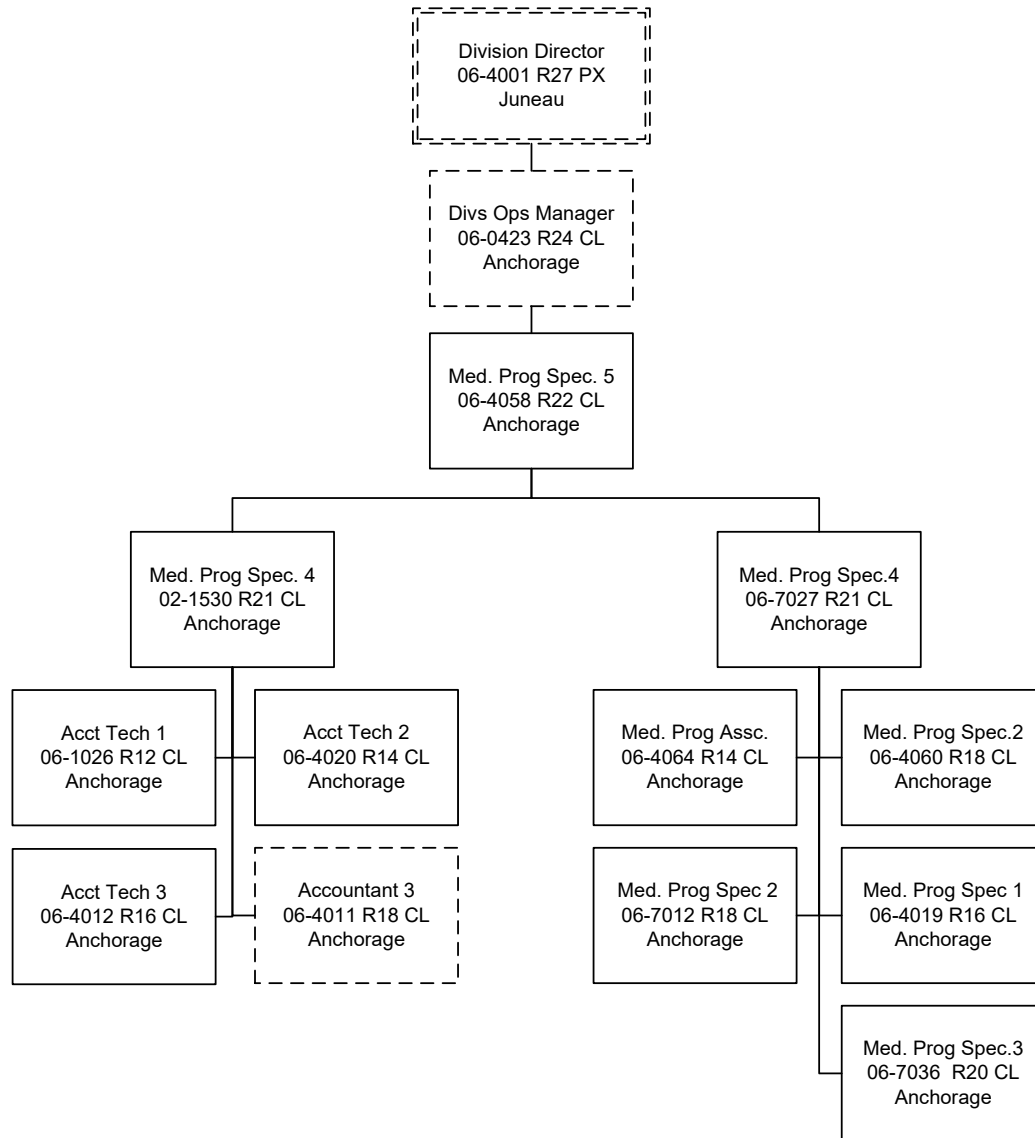 Division Director
06-4001 R27 PX
Juneau
Divs Ops Manager
06-0423 R24 CL
Anchorage
Med. Prog Spec. 5
06-4058 R22 CL
Anchorage
Med. Prog Spec. 4
02-1530 R21 CL
Anchorage
Med. Prog Spec.4
06-7027 R21 CL
Anchorage
Acct Tech 1
06-1026 R12 CL
Anchorage
Acct Tech 2
06-4020 R14 CL
Anchorage
Med. Prog Assc.
06-4064 R14 CL
Anchorage
Med. Prog Spec.2
06-4060 R18 CL
Anchorage
Acct Tech 3
06-4012 R16 CL
Anchorage
Accountant 3
06-4011 R18 CL
Anchorage
Med. Prog Spec 2
06-7012 R18 CL
Anchorage
Med. Prog Spec 1
06-4019 R16 CL
Anchorage
Med. Prog Spec.3
06-7036  R20 CL
Anchorage